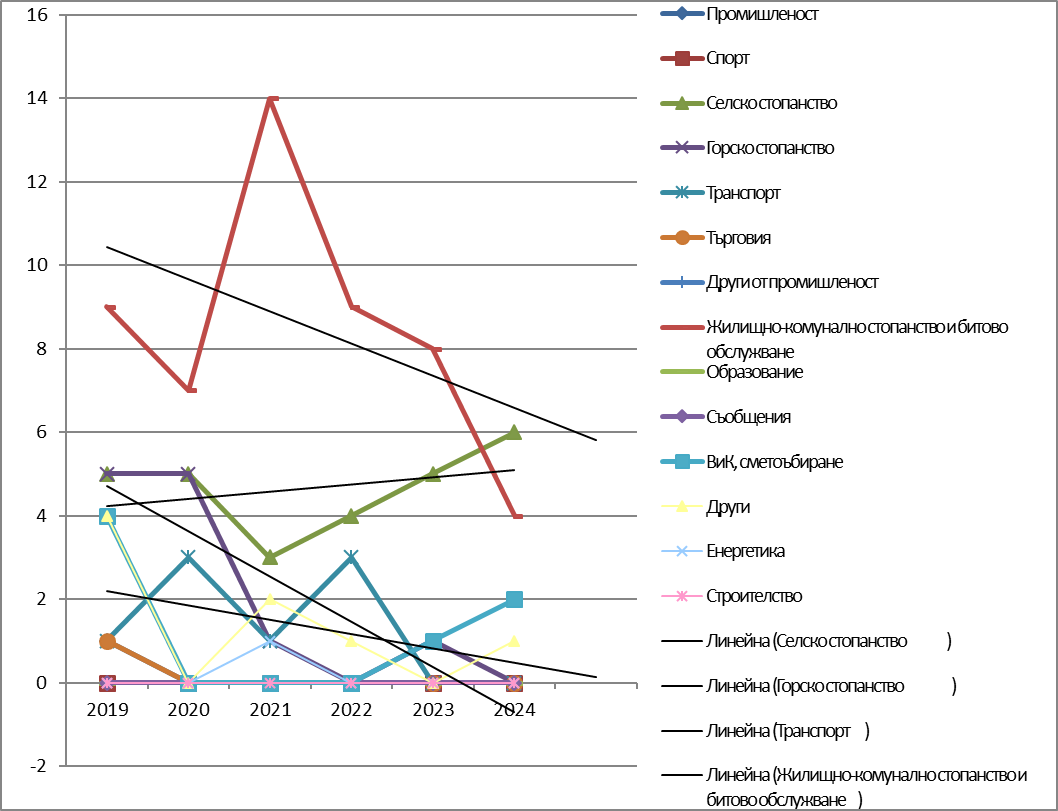 16
14
12
10
8
6
4
2
0
-2
2019 2020 2021 2022 2023 2024
Промишленост
Спорт
Селско стопанство
Горско стопанство
Транспорт
Търговия
Други от промишленост
Жилищно-комунално стопанство и битово
обслужване
Образование
Съобщения
ВиК, сметоъбиране
Други
Енергетика
Строителство
Линейна (Селско стопанство )
Линейна (Горско стопанство )
Линейна (Транспорт )
Линейна (Жилищно-комунално стопанство и
битово обслужване )